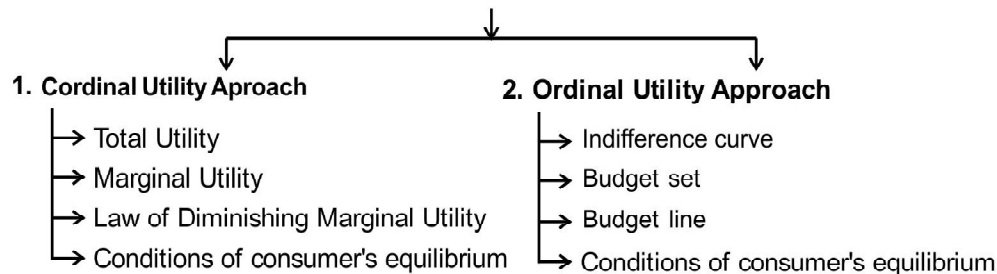 1. Cordinal Utility Aproach
Total Utility
Marginal Utility
Law of Diminishing Marginal Utility
Conditions of consumer's equilibrium
2. Ordinal Utility Approach
Indifference curve
Budget set
Budget line
Conditions of consumer's equilibrium